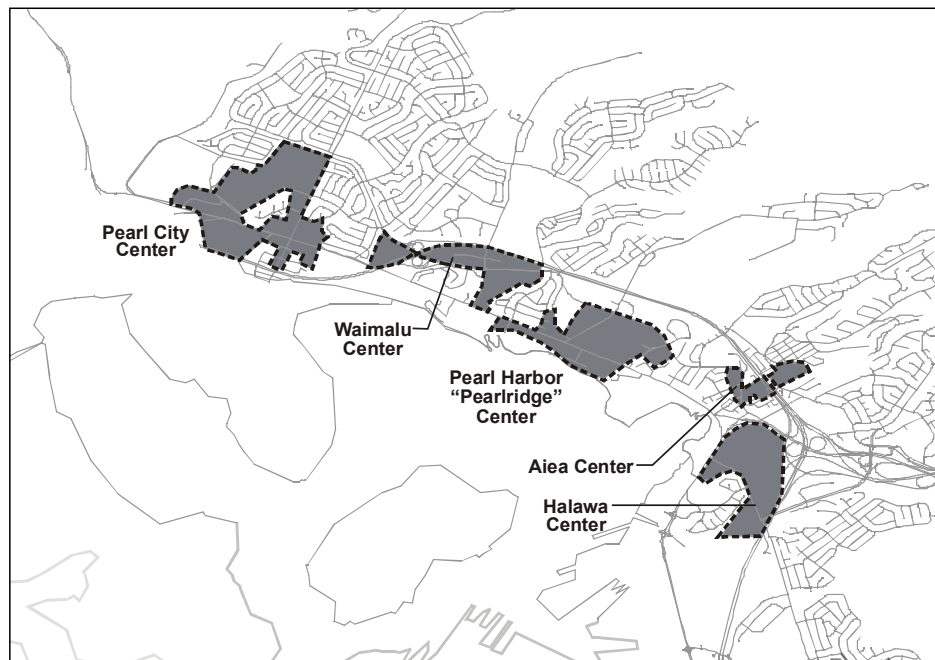 Pearl City
Center
Waimalu
Center
Pearl Harbor
“Pearlridge”
Center
Aiea Center
Halawa
Center